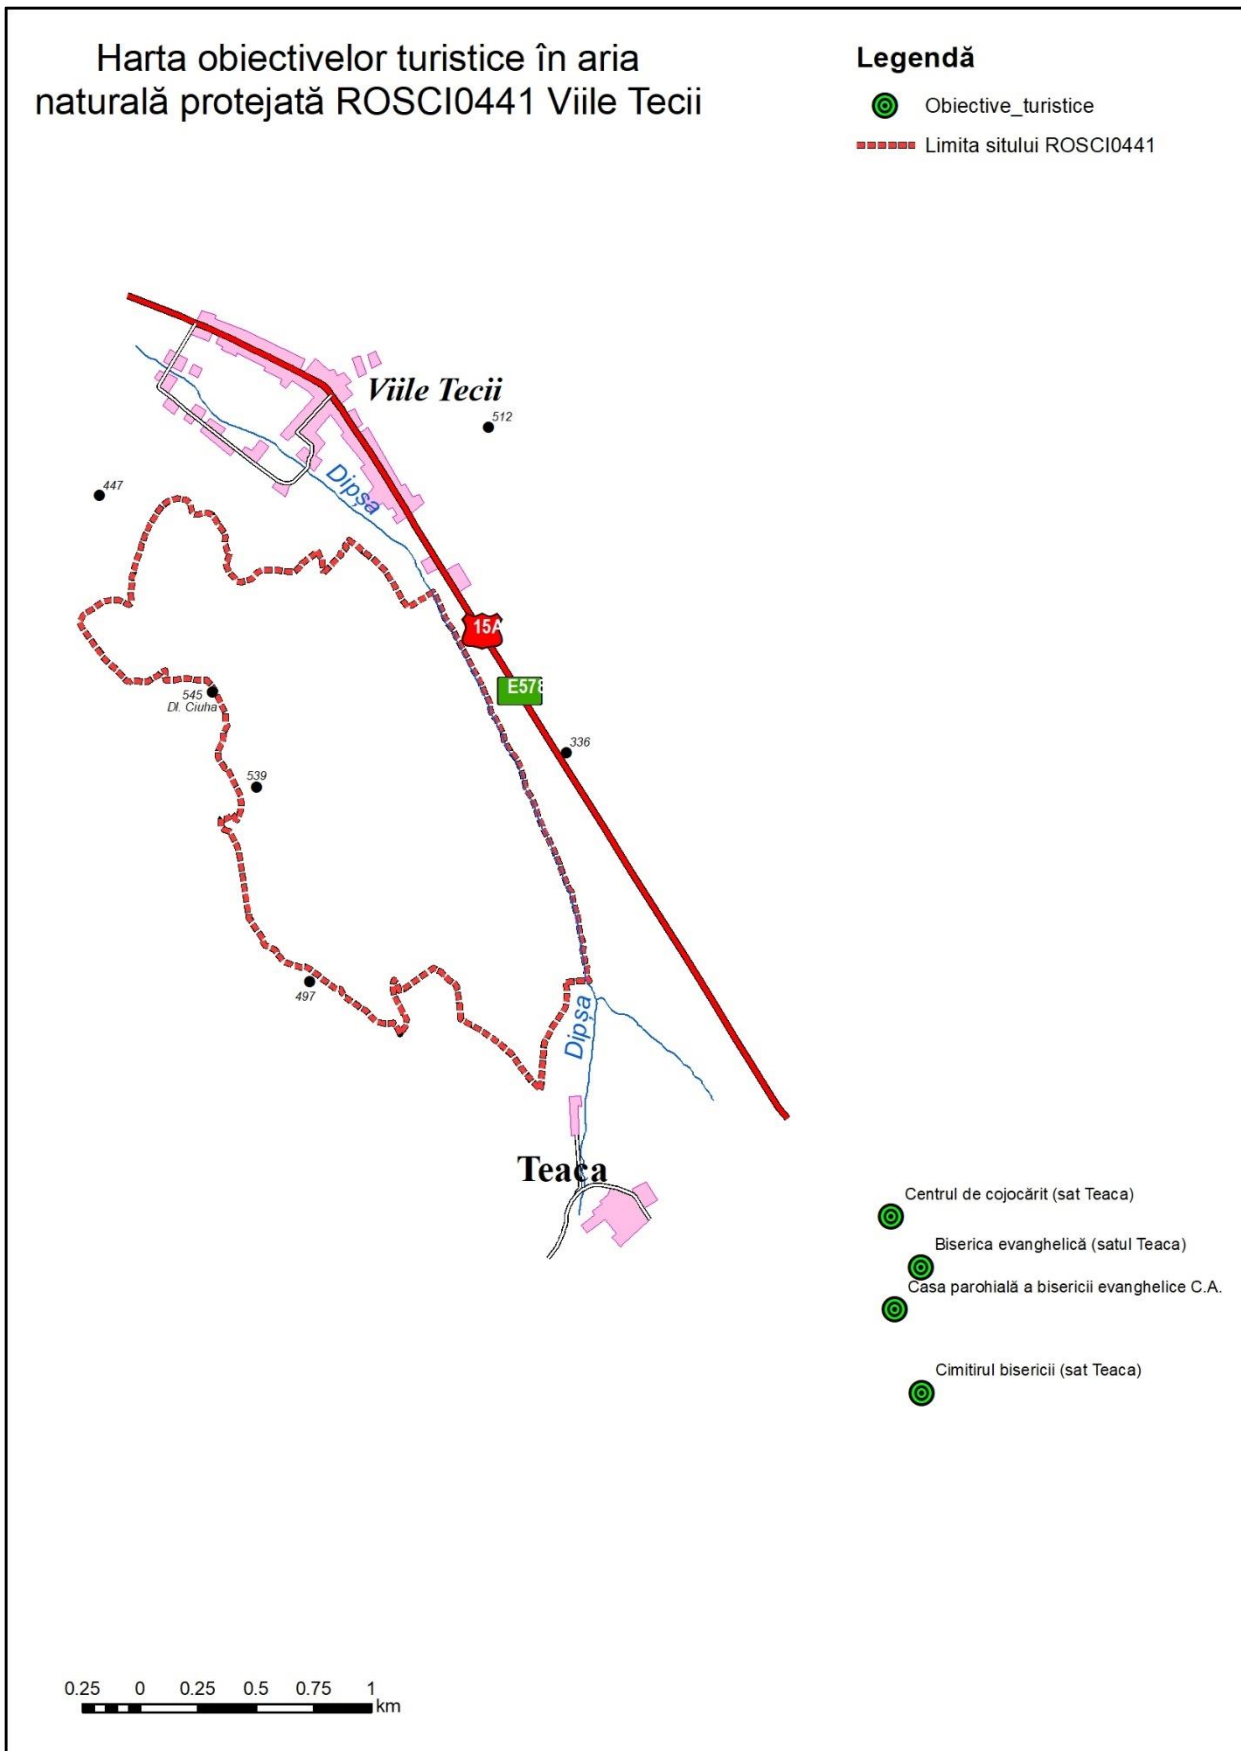 Harta obiectivelor turistice în aria
naturală protejată ROSCI0441 Viile Tecii
Legendă
Obiective_turistice
Limita sitului ROSCI0441
Viile Tecii
512
447
Dipșa
15A
545
Dl. Ciuha
E578
336
539
497
Dipșa
Teaca
Centrul de cojocărit (sat Teaca)
Biserica evanghelică (satul Teaca)
Casa parohială a bisericii evanghelice C.A.
Cimitirul bisericii (sat Teaca)
0.25 0 0.25 0.5 0.75 1
km